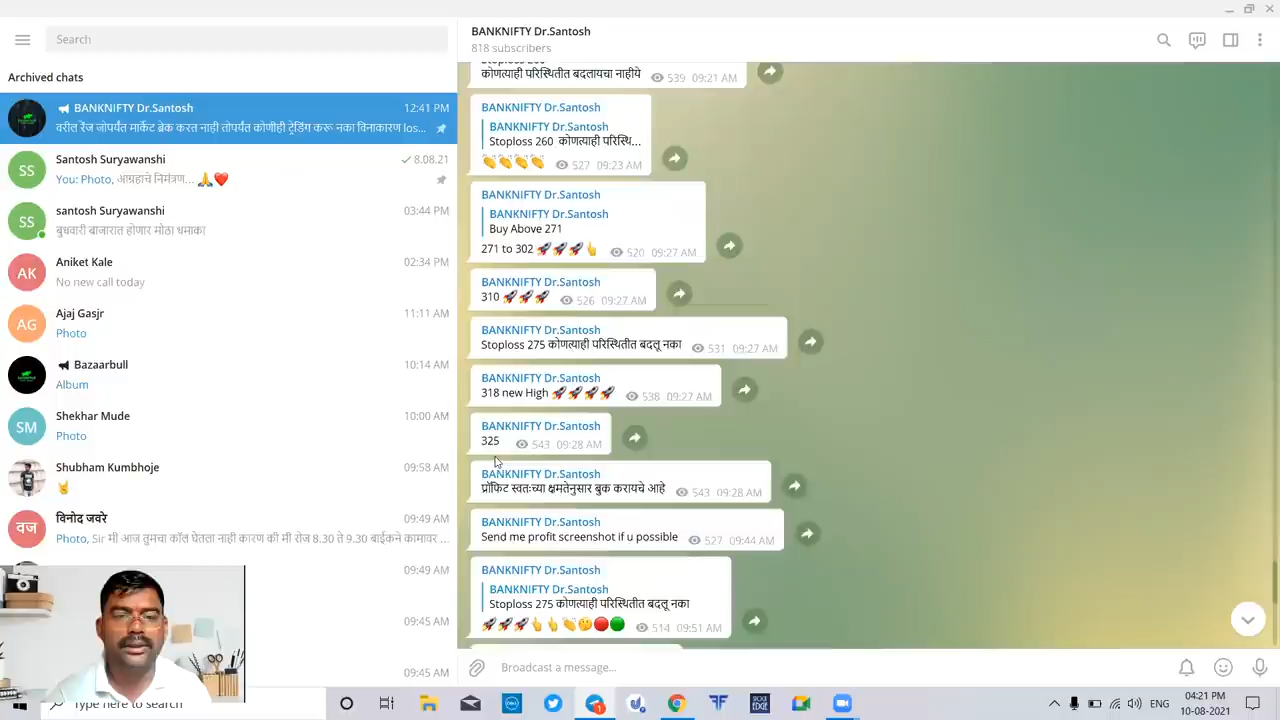 Search
Archived chats
BANKNIFTY Dr.Santosh 12:41 PM
वरील रेंज जोपर्यंत मार्केट ब्रेक करत नाही तोपर्यंत कोणीही ट्रेडिंग करू नका विनाकारण los...
SS Santosh Suryawanshi 8.08.21
You: Photo, आग्रहाचे निमंत्रण... 🙏❤️
SS santosh Suryawanshi 03:44 PM
बुधवारी बाजारात होणार मोठा धमाका
AK Aniket Kale 02:34 PM
No new call today
AG Ajaj Gasjr 11:11 AM
Photo
Bazaarbull 10:14 AM
Album
SM Shekhar Mude 10:00 AM
Photo
Shubham Kumbhoje 09:58 AM
🤘
वज विनोद जवरे 09:49 AM
Photo, Sir मी आज तुमचा कॉल घेतला नाही कारण की मी रोज 8.30 ते 9.30 बाईकने कामावर ...
09:49 AM
09:45 AM
09:45 AM
BANKNIFTY Dr.Santosh
818 subscribers
कोणत्याही परिस्थितीत बदलायचा नाहीये 539 09:21 AM
BANKNIFTY Dr.Santosh
BANKNIFTY Dr.Santosh
Stoploss 260 कोणत्याही परिस्थि...
👏👏👏👏 527 09:23 AM
BANKNIFTY Dr.Santosh
BANKNIFTY Dr.Santosh
Buy Above 271
271 to 302 🚀🚀🚀👆 520 09:27 AM
BANKNIFTY Dr.Santosh
310 🚀🚀🚀 526 09:27 AM
BANKNIFTY Dr.Santosh
Stoploss 275 कोणत्याही परिस्थितीत बदलू नका 531 09:27 AM
BANKNIFTY Dr.Santosh
318 new High 🚀🚀🚀🚀 538 09:27 AM
BANKNIFTY Dr.Santosh
325 543 09:28 AM
BANKNIFTY Dr.Santosh
प्रॉफिट स्वतःच्या क्षमतेनुसार बुक करायचे आहे 543 09:28 AM
BANKNIFTY Dr.Santosh
Send me profit screenshot if u possible 527 09:44 AM
BANKNIFTY Dr.Santosh
BANKNIFTY Dr.Santosh
Stoploss 275 कोणत्याही परिस्थितीत बदलू नका
🚀🚀🚀👆👆👏🤔🔴🟢 514 09:51 AM
Broadcast a message...
Type here to search
ENG
04:21 PM
10-08-2021